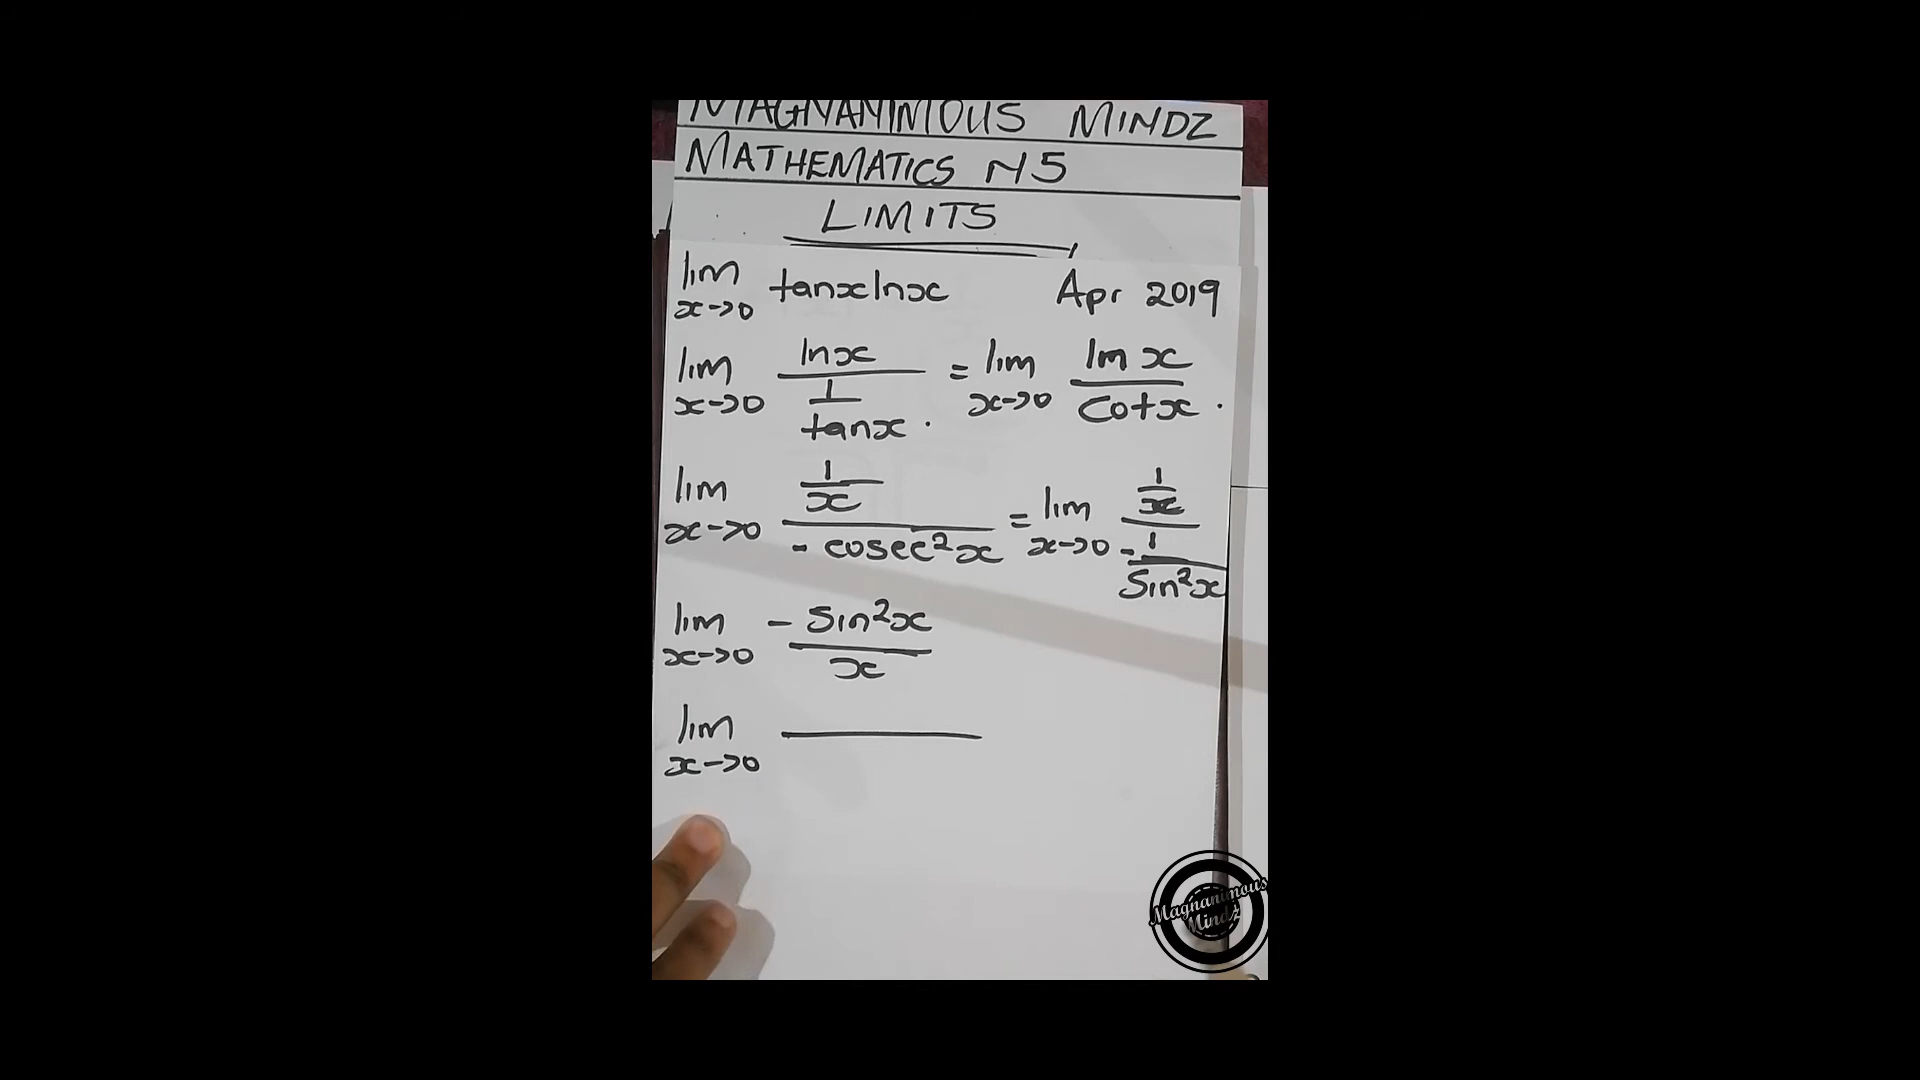 MAGNANIMOUS MINDZ
MATHEMATICS N5
LIMITS
lim x->0 tanxlnx Apr 2019
lim x->0 lnx / (1 / tanx) . = lim x->0 ln x / cotx .
lim x->0 (1 / x) / - cosec²x = lim x->0 (1 / x) / - (1 / Sin²x)
lim x->0 - Sin²x / x
lim x->0
Magnanimous
Mindz